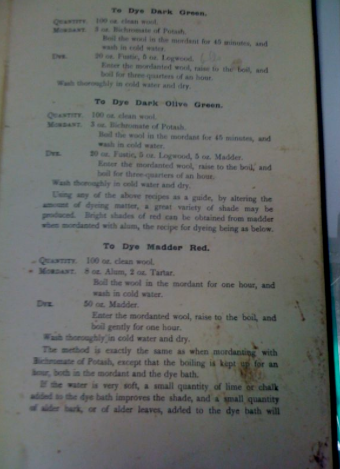 To Dye Dark Green.
QUANTITY. 100 oz. clean wool.
MORDANT. 3 oz. Bichromate of Potash.
Boil the wool in the mordant for 45 minutes, and
wash in cold water.
DYE. 20 oz. Fustic, 5 oz. Logwood.
Enter the mordanted wool, raise to the boil, and
boil for three-quarters of an hour.
Wash thoroughly in cold water and dry.
To Dye Dark Olive Green.
QUANTITY. 100 oz. clean wool.
MORDANT. 3 oz. Bichromate of Potash.
Boil the wool in the mordant for 45 minutes, and
wash in cold water.
DYE. oz. Fustic, 5 oz. Logwood, 5 oz. Madder.
Enter the mordanted wool, raise to the boil, and
boil for three-quarters of an hour.
Wash thoroughly in cold water and dry.
Using any of the above recipes as a guide, by altering the
amount of dyeing matter, a great variety of shade may be
produced. Bright shades of red can be obtained from madder
when mordanted with alum, the recipe for dyeing being as below.
To Dye Madder Red.
QUANTITY. 100 oz. clean wool.
MORDANT. 8 oz. Alum, 2 oz. Tartar.
Boil the wool in the mordant for one hour, and
wash in cold water.
DYE. 50 oz. Madder.
Enter the mordanted wool, raise to the boil, and
boil gently for one hour.
Wash thoroughly in cold water and dry.
The method is exactly the same as when mordanting with
Bichromate of Potash, except that the boiling is kept up for an
hour, both in the mordant and the dye bath.
If the water is very soft, a small quantity of lime or chalk
added to the dye bath improves the shade, and a small quantity
of alder bark, or of alder leaves, added to the dye bath will